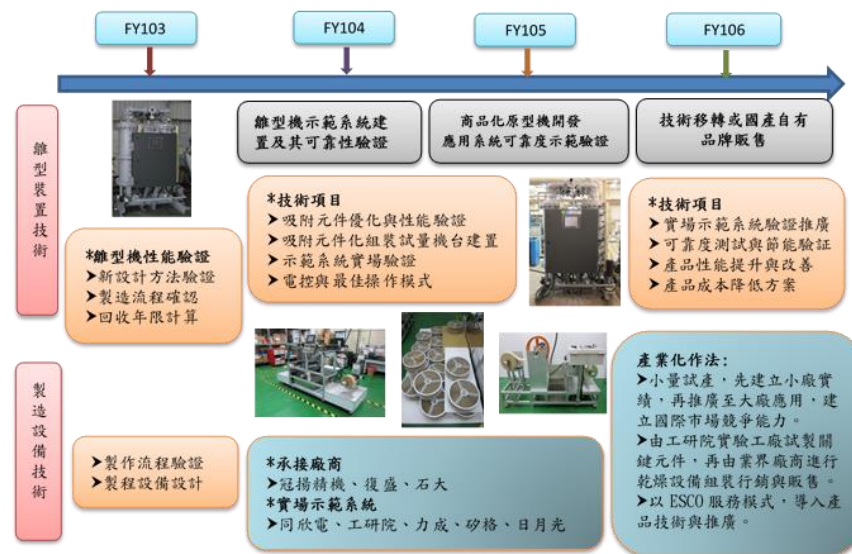 FY103
FY104
FY105
FY106
雛型機示範系統建
置及其可靠性驗證
商品化原型機開發
應用系統可靠度示範驗證
技術移轉或國產自有
品牌販售
雛型裝置技術
*雛型機性能驗證
➤新設計方法驗證
➤製造流程確認
➤回收年限計算
*技術項目
➤吸附元件優化與性能驗證
➤吸附元件化組裝試量機台建置
➤示範系統實場驗證
➤電控與最佳操作模式
*技術項目
➤實場示範系統驗證推廣
➤可靠度測試與節能驗証
➤產品性能提升與改善
➤產品成本降低方案
製造設備技術
➤製作流程驗證
➤製程設備設計
*承接廠商
➤冠揚精機、復盛、石大
*實場示範系統
➤同欣電、工研院、力成、矽格、日月光
產業化作法:
➤小量試產，先建立小廠實
績，再推廣至大廠應用，建
立國際市場競爭能力。
➤由工研院實驗工廠試製關
鍵元件，再由業界廠商進行
乾燥設備組裝行銷與販售。
➤以 ESCO 服務模式，導入產
品技術與推廣。